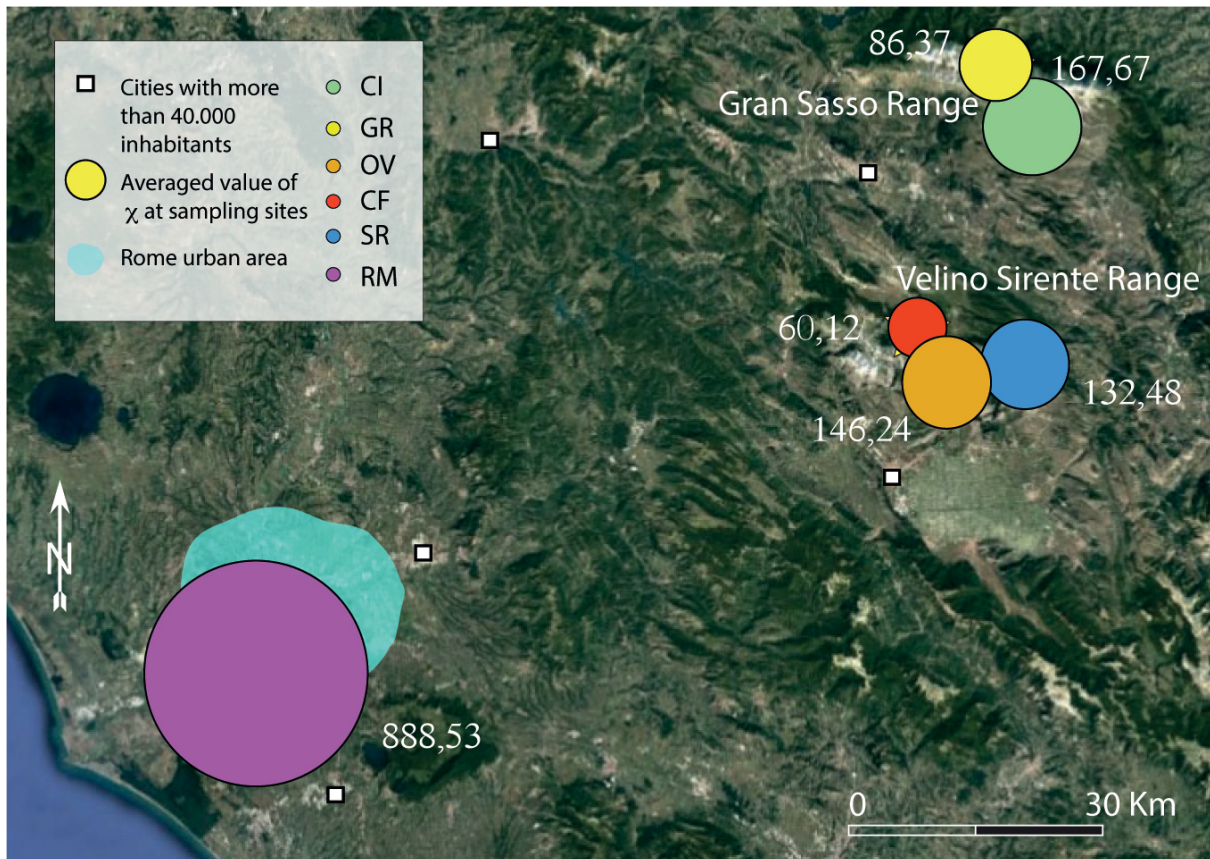 Cities with more
than 40.000
inhabitants
Averaged value of
χ at sampling sites
Rome urban area
CI
GR
OV
CF
SR
RM
86,37
167,67
Gran Sasso Range
Velino Sirente Range
60,12
132,48
146,24
N
888,53
0 30 Km